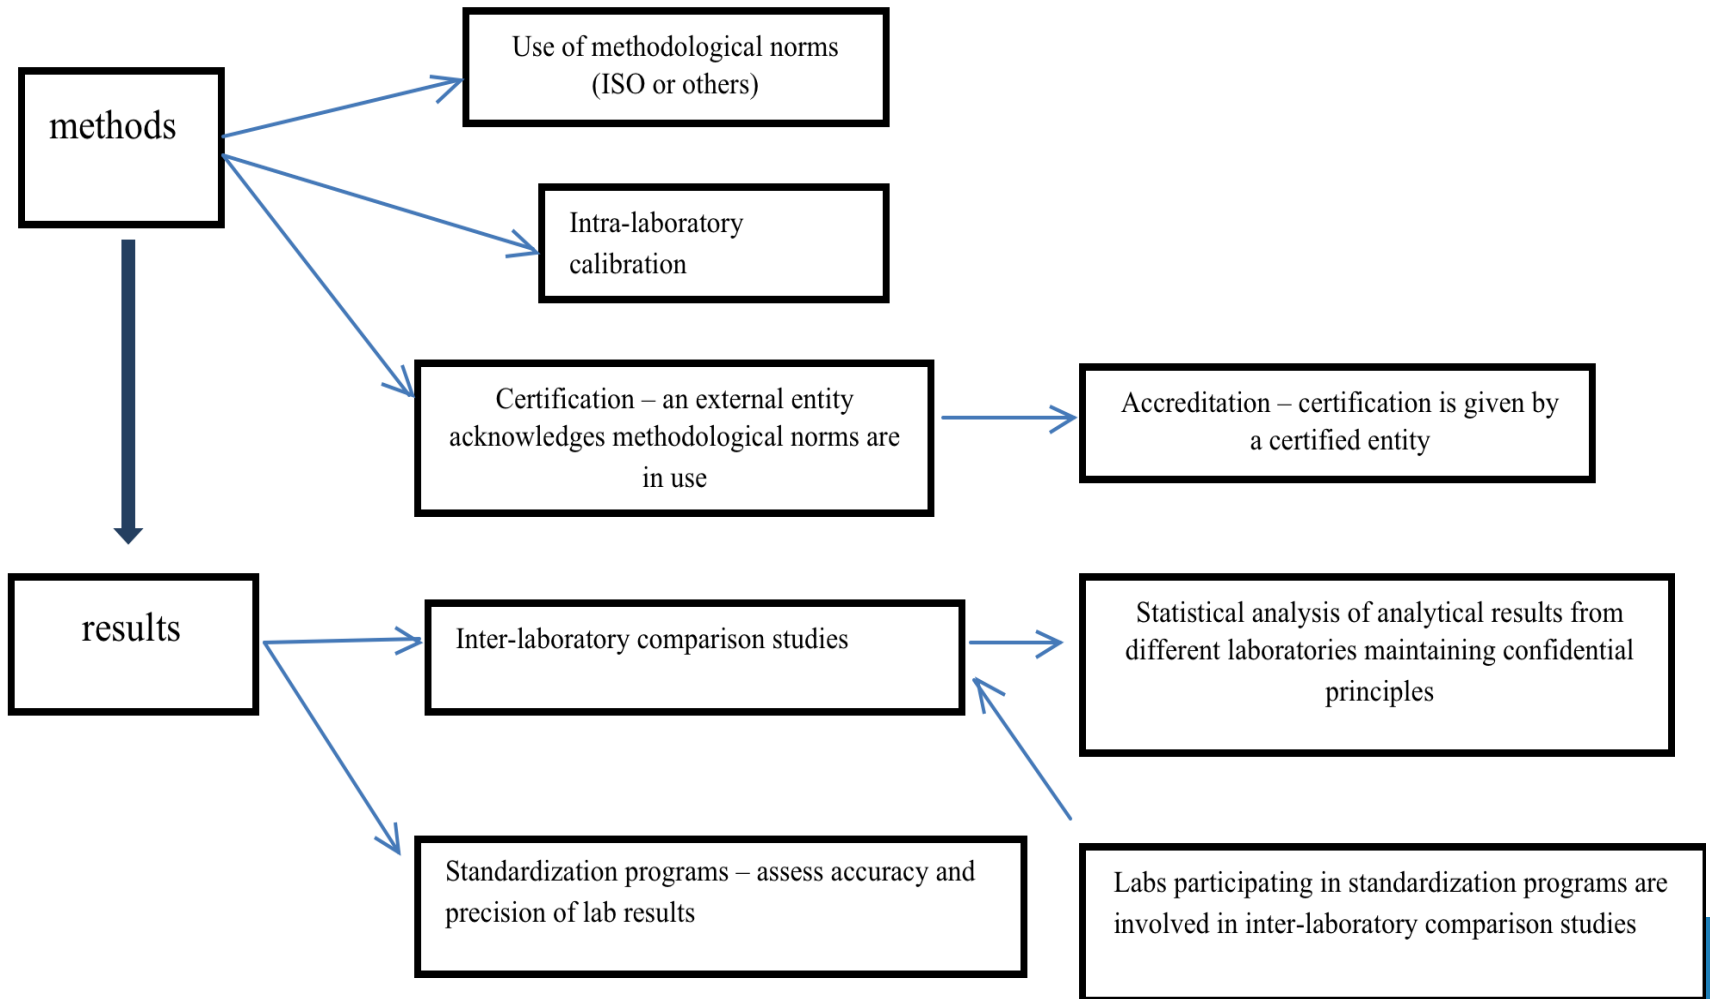 Use of methodological norms
(ISO or others)
methods
Intra-laboratory
calibration
Certification – an external entity
acknowledges methodological norms are
in use
Accreditation – certification is given by
a certified entity
results
Inter-laboratory comparison studies
Statistical analysis of analytical results from
different laboratories maintaining confidential
principles
Standardization programs – assess accuracy and
precision of lab results
Labs participating in standardization programs are
involved in inter-laboratory comparison studies